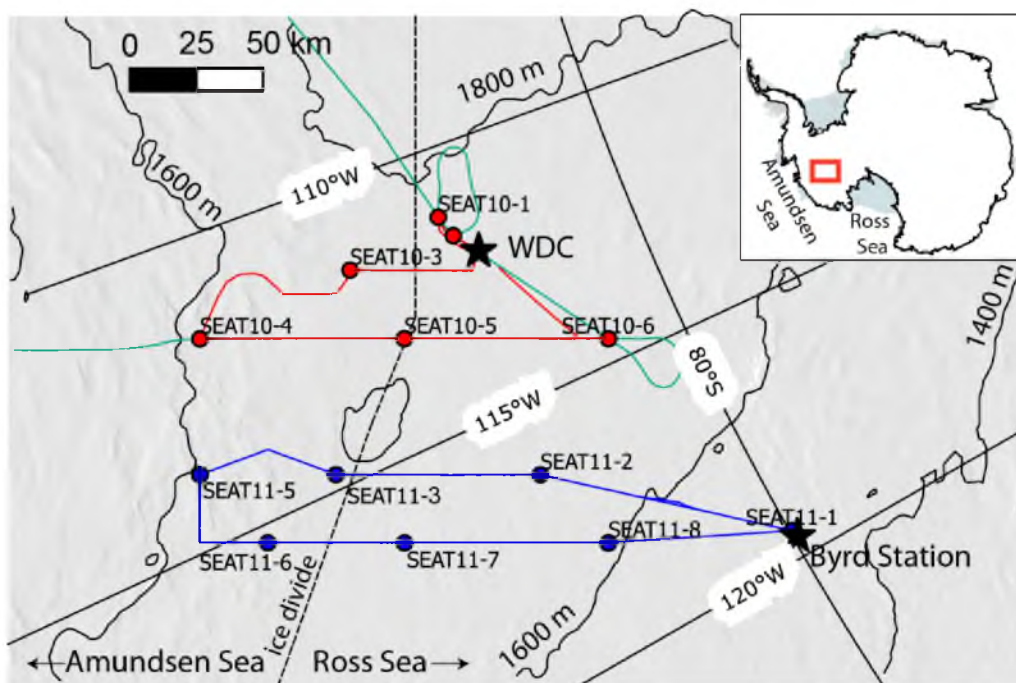 0 25 50 km
1800 m
1600 m
110°W
SEAT10-1
WDC
SEAT10-3
SEAT10-4
SEAT10-5
SEAT10-6
Amundsen
Sea
Ross
Sea
1400 m
80°S
115°W
SEAT11-2
SEAT11-5
SEAT11-3
SEAT11-1
SEAT11-8
SEAT11-6
SEAT11-7
Byrd Station
120°W
ice divide
1600 m
←Amundsen Sea
Ross Sea→